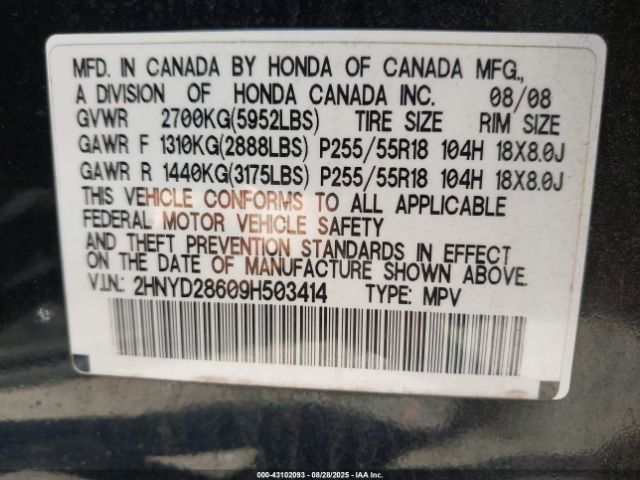 MFD. IN CANADA BY HONDA OF CANADA MFG.,
A DIVISION OF HONDA CANADA INC. 08/08
GVWR 2700KG(5952LBS) TIRE SIZE RIM SIZE
GAWR F 1310KG(2888LBS) P255/55R18 104H 18X8.0J
GAWR R 1440KG(3175LBS) P255/55R18 104H 18X8.0J
THIS VEHICLE CONFORMS TO ALL APPLICABLE
FEDERAL MOTOR VEHICLE SAFETY
AND THEFT PREVENTION STANDARDS IN EFFECT
ON THE DATE OF MANUFACTURE SHOWN ABOVE.
V.I.N.: 2HNYD28609H503414 TYPE: MPV
000-43102093 - 08/28/2025 - IAA Inc.